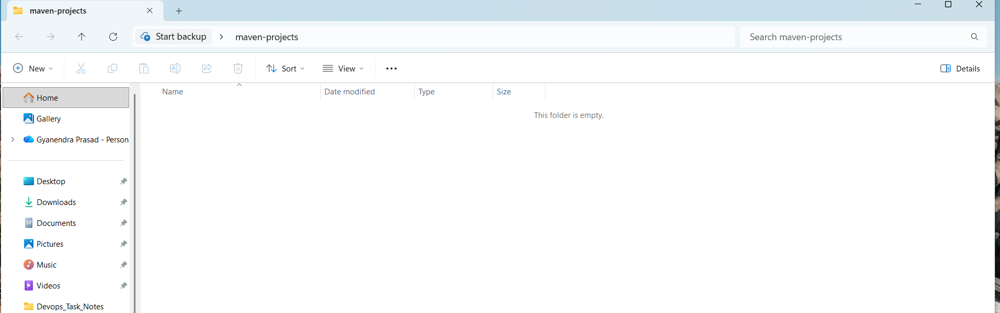 maven-projects
Start backup > maven-projects
Search maven-projects
New
Sort
View
Details
Name Date modified Type Size
This folder is empty.
Home
Gallery
Gyanendra Prasad - Person
Desktop
Downloads
Documents
Pictures
Music
Videos
Devops_Task_Notes